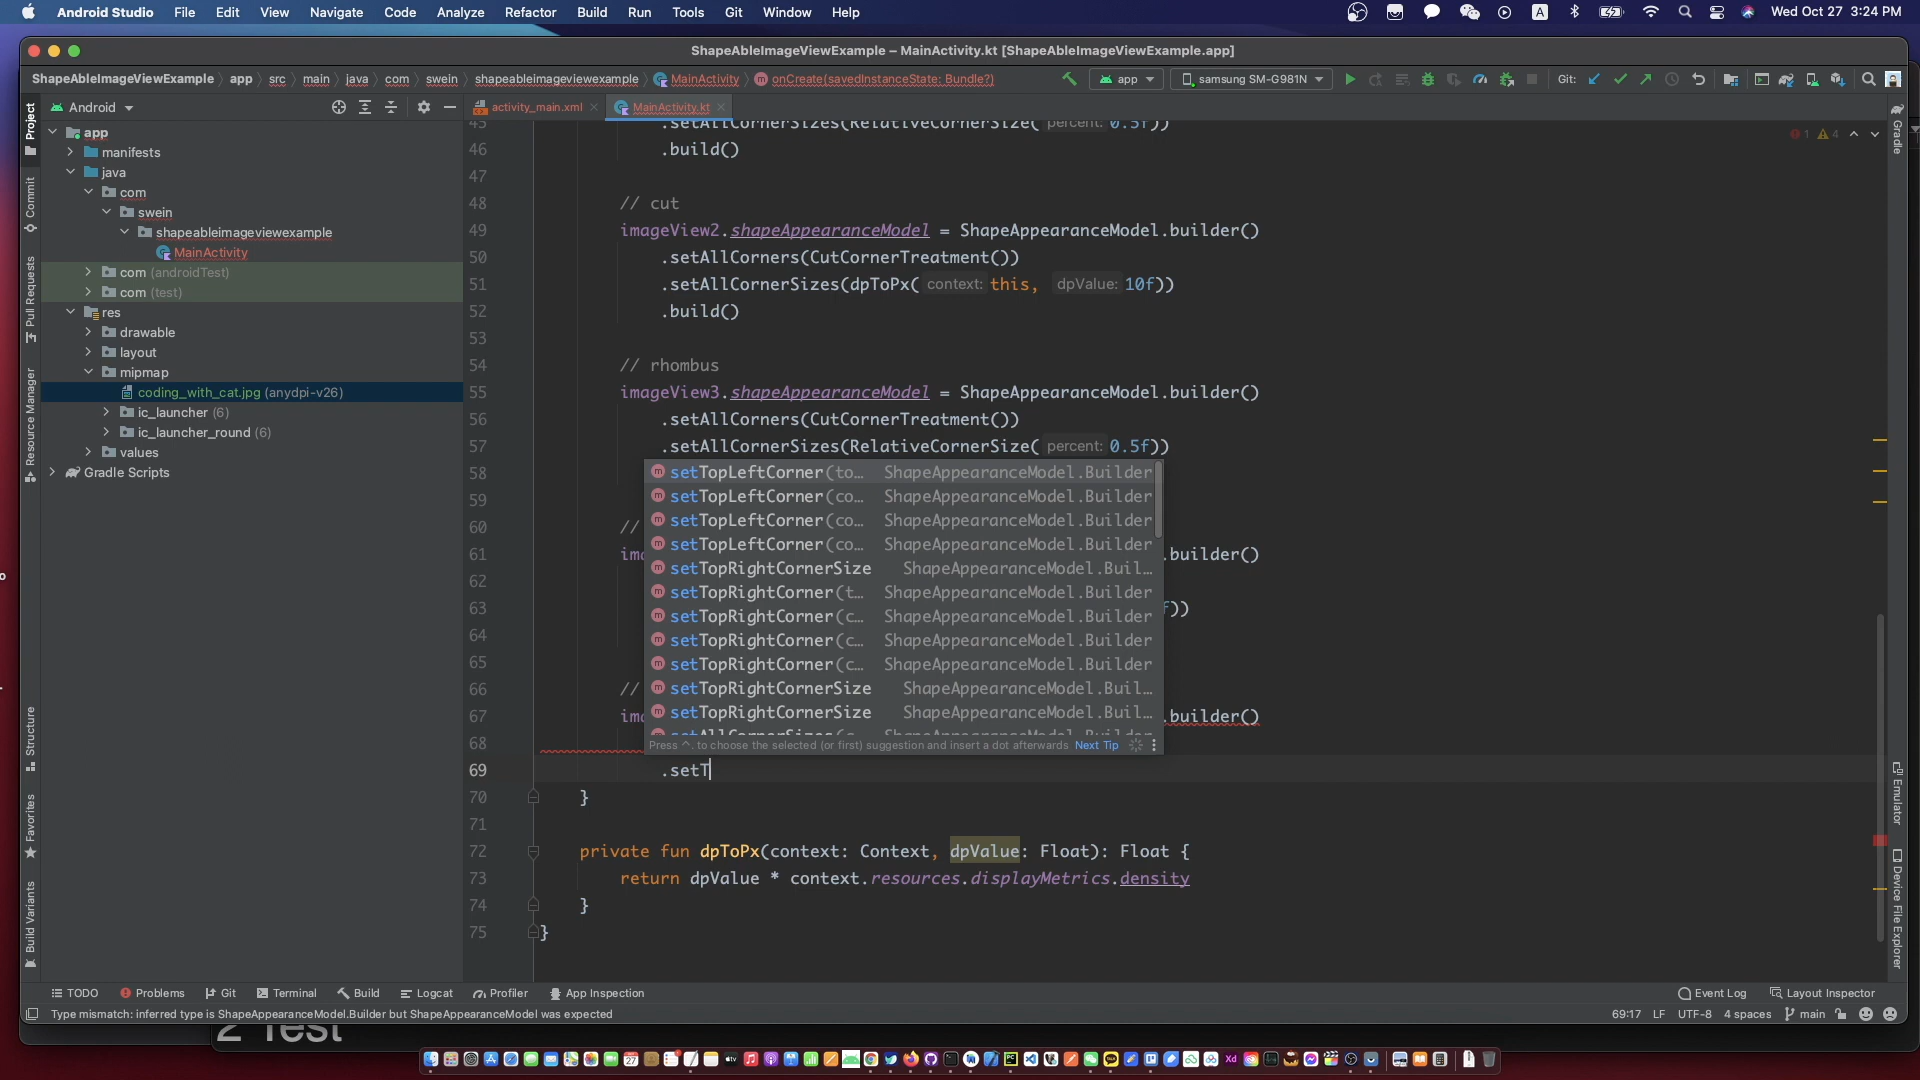 Android Studio File Edit View Navigate Code Analyze Refactor Build Run Tools Git Window Help
A Wed Oct 27 3:24 PM
ShapeAbleImageViewExample – MainActivity.kt [ShapeAbleImageViewExample.app]
ShapeAbleImageViewExample app src main java com swein shapeableimageviewexample MainActivity onCreate(savedInstanceState: Bundle?)
app samsung SM-G981N Git:
Android
activity_main.xml MainActivity.kt
app
manifests
java
com
swein
shapeableimageviewexample
MainActivity
com (androidTest)
com (test)
res
drawable
layout
mipmap
coding_with_cat.jpg (anydpi-v26)
ic_launcher (6)
ic_launcher_round (6)
values
Gradle Scripts
Project
Commit
Pull Requests
Resource Manager
Structure
Favorites
Build Variants
1 4
45 .setAllCornerSizes(RelativeCornerSize( percent: 0.5f))
46 .build()
47
48 // cut
49 imageView2.shapeAppearanceModel = ShapeAppearanceModel.builder()
50 .setAllCorners(CutCornerTreatment())
51 .setAllCornerSizes(dpToPx( context: this, dpValue: 10f))
52 .build()
53
54 // rhombus
55 imageView3.shapeAppearanceModel = ShapeAppearanceModel.builder()
56 .setAllCorners(CutCornerTreatment())
57 .setAllCornerSizes(RelativeCornerSize( percent: 0.5f))
58
59
60 //
61 im .builder()
62
63 f))
64
65
66 //
67 im .builder()
68
69 .setT
70 }
71
72 private fun dpToPx(context: Context, dpValue: Float): Float {
73 return dpValue * context.resources.displayMetrics.density
74 }
75 }
setTopLeftCorner(to… ShapeAppearanceModel.Builder
setTopLeftCorner(co… ShapeAppearanceModel.Builder
setTopLeftCorner(co… ShapeAppearanceModel.Builder
setTopLeftCorner(co… ShapeAppearanceModel.Builder
setTopRightCornerSize ShapeAppearanceModel.Buil…
setTopRightCorner(t… ShapeAppearanceModel.Builder
setTopRightCorner(c… ShapeAppearanceModel.Builder
setTopRightCorner(c… ShapeAppearanceModel.Builder
setTopRightCorner(c… ShapeAppearanceModel.Builder
setTopRightCornerSize ShapeAppearanceModel.Buil…
setTopRightCornerSize ShapeAppearanceModel.Buil…
Press ^. to choose the selected (or first) suggestion and insert a dot afterwards Next Tip
Gradle
Emulator
Device File Explorer
TODO Problems Git Terminal Build Logcat Profiler App Inspection Event Log Layout Inspector
Type mismatch: inferred type is ShapeAppearanceModel.Builder but ShapeAppearanceModel was expected 69:17 LF UTF-8 4 spaces main
2 Test